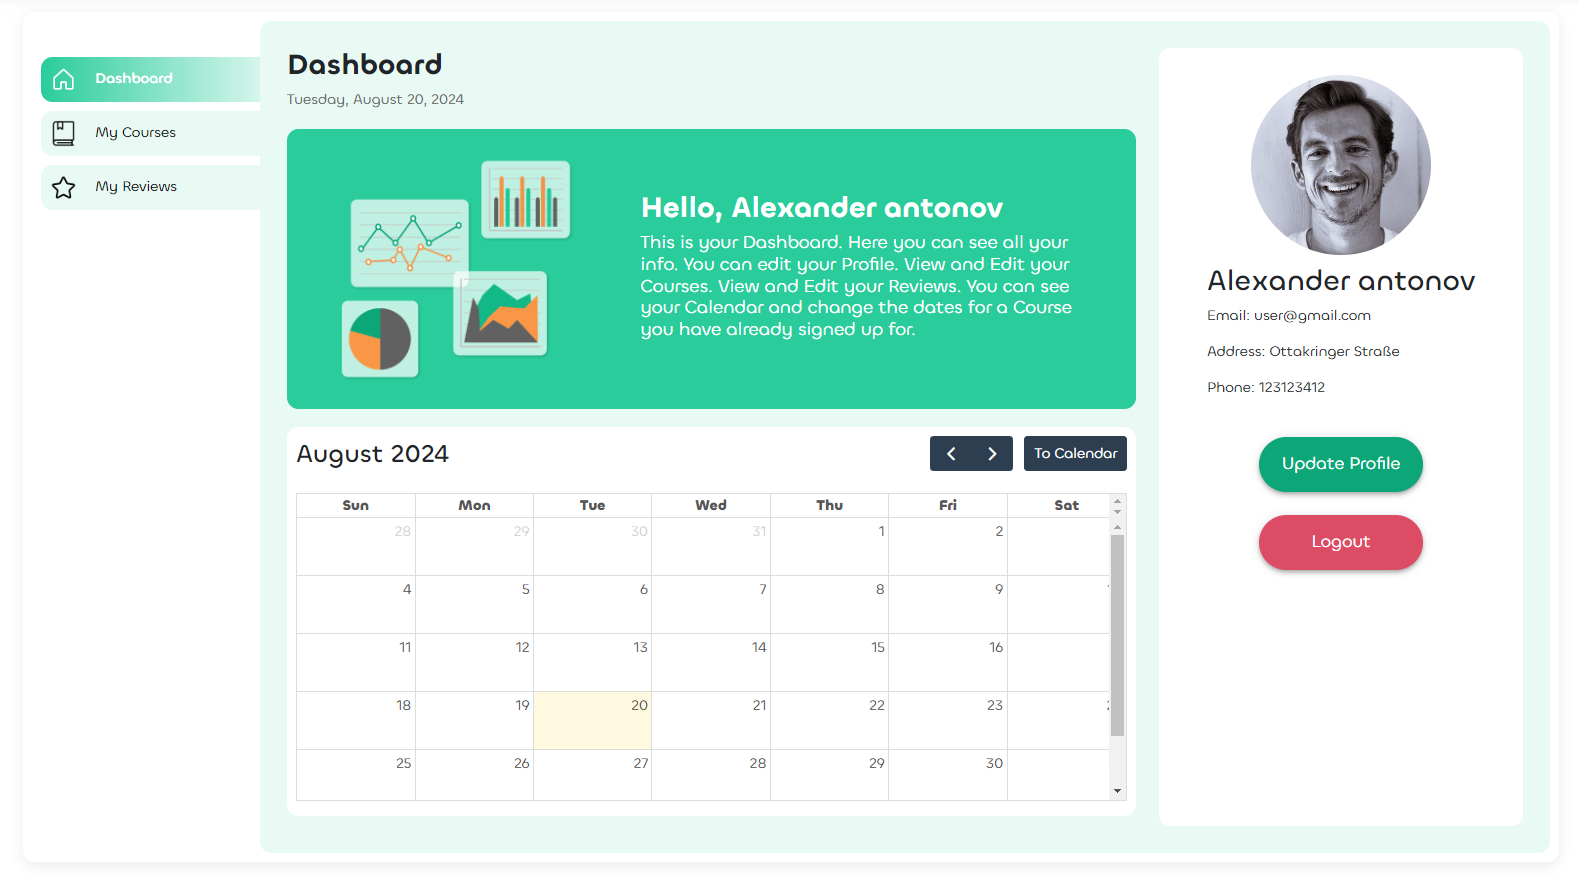 Dashboard
My Courses
My Reviews
Dashboard
Tuesday, August 20, 2024
Hello, Alexander antonov
This is your Dashboard. Here you can see all your
info. You can edit your Profile. View and Edit your
Courses. View and Edit your Reviews. You can see
your Calendar and change the dates for a Course
you have already signed up for.
August 2024
To Calendar
Sun Mon Tue Wed Thu Fri Sat
28 29 30 31 1 2
4 5 6 7 8 9
11 12 13 14 15 16
18 19 20 21 22 23
25 26 27 28 29 30
Alexander antonov
Email: user@gmail.com
Address: Ottakringer Straße
Phone: 123123412
Update Profile
Logout